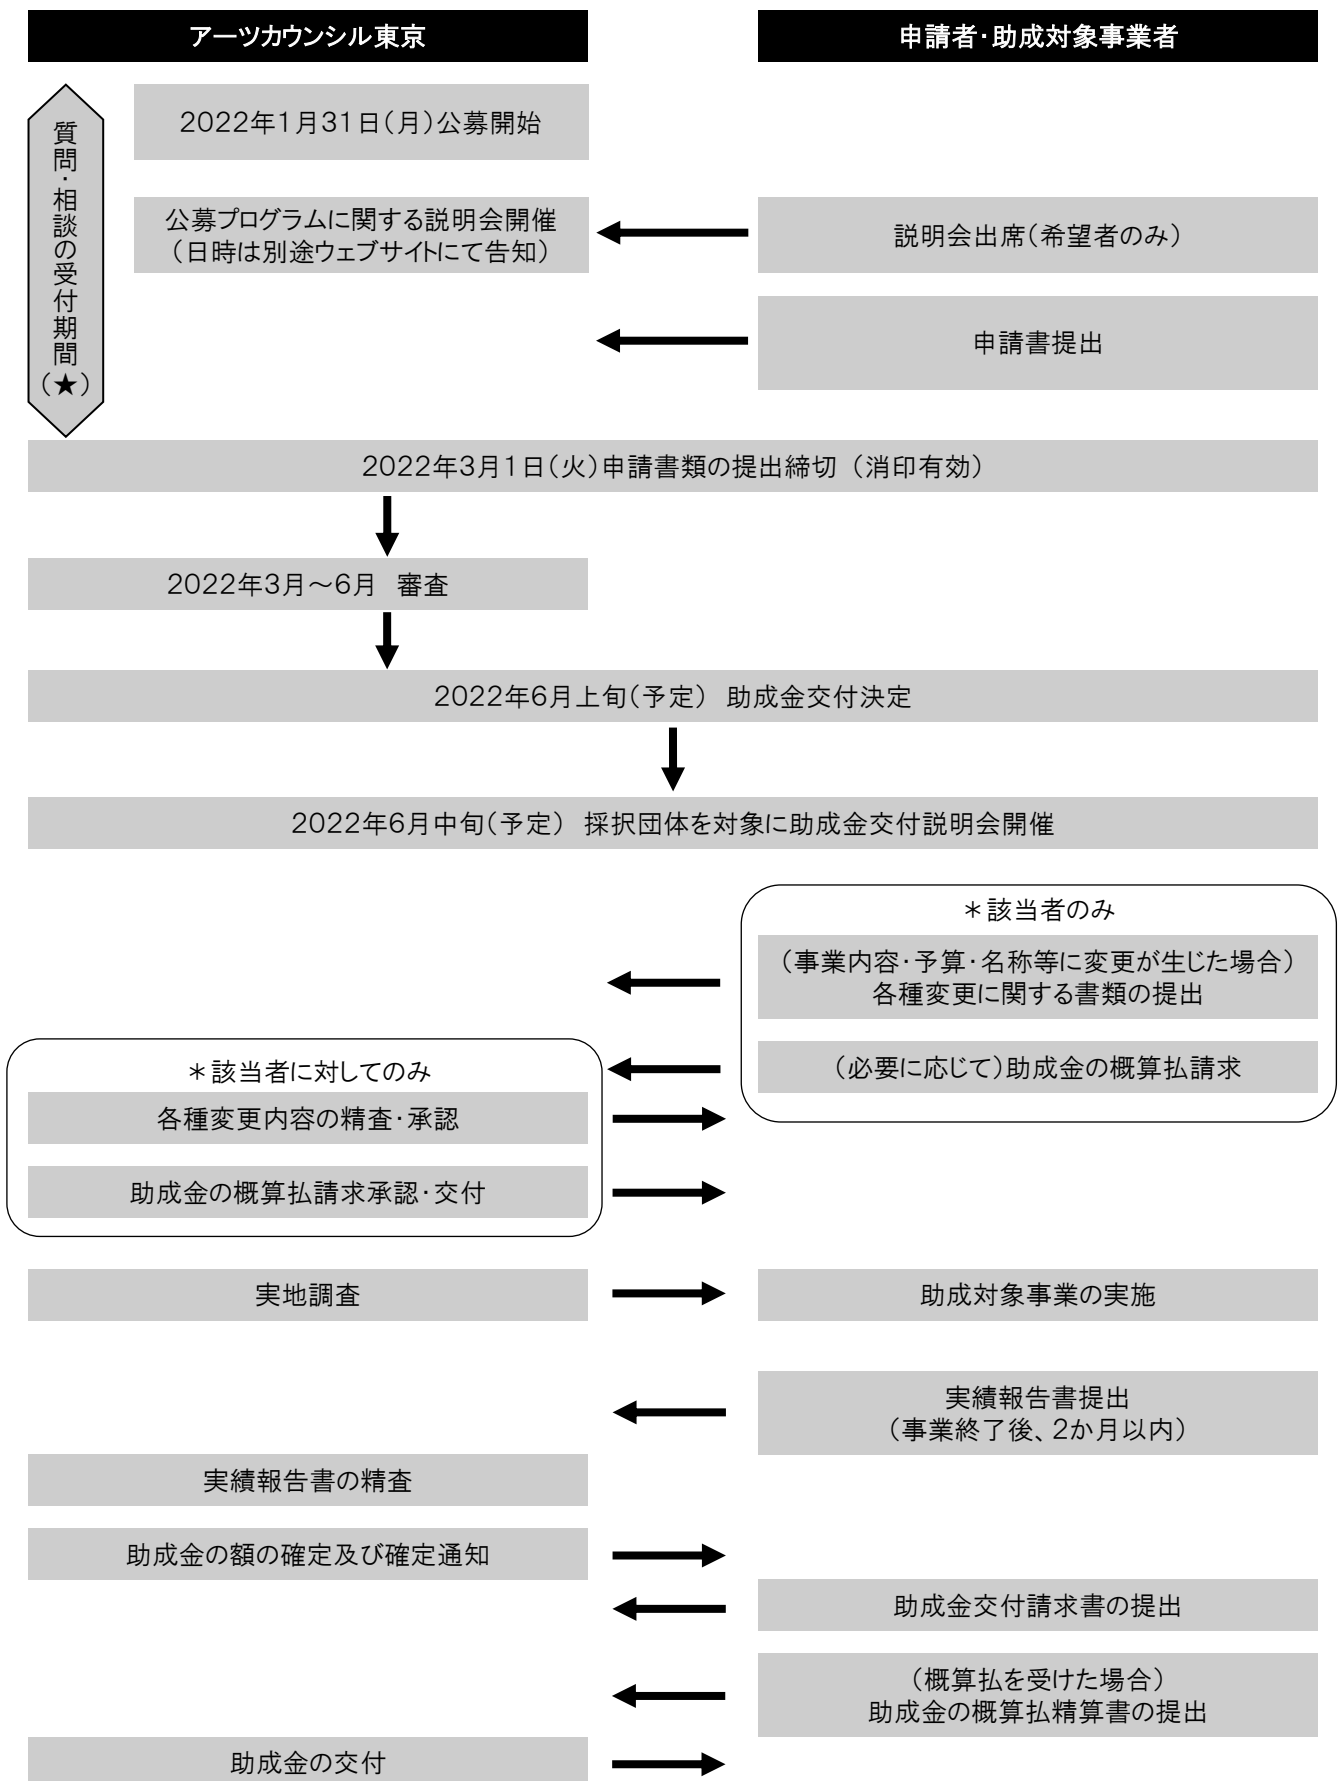 アーツカウンシル東京
申請者・助成対象事業者
質問・相談の受付期間(★)
2022年1月31日(月)公募開始
公募プログラムに関する説明会開催
(日時は別途ウェブサイトにて告知)
説明会出席(希望者のみ)
申請書提出
2022年3月1日(火)申請書類の提出締切 (消印有効)
2022年3月~6月 審査
2022年6月上旬(予定) 助成金交付決定
2022年6月中旬(予定) 採択団体を対象に助成金交付説明会開催
*該当者のみ
(事業内容・予算・名称等に変更が生じた場合)
各種変更に関する書類の提出
(必要に応じて)助成金の概算払請求
*該当者に対してのみ
各種変更内容の精査・承認
助成金の概算払請求承認・交付
実地調査
助成対象事業の実施
実績報告書提出
(事業終了後、2か月以内)
実績報告書の精査
助成金の額の確定及び確定通知
助成金交付請求書の提出
(概算払を受けた場合)
助成金の概算払精算書の提出
助成金の交付